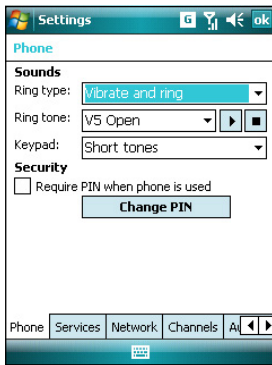 Settings G ok
Phone
Sounds
Ring type: Vibrate and ring
Ring tone: V5 Open
Keypad: Short tones
Security
Require PIN when phone is used
Change PIN
Phone Services Network Channels